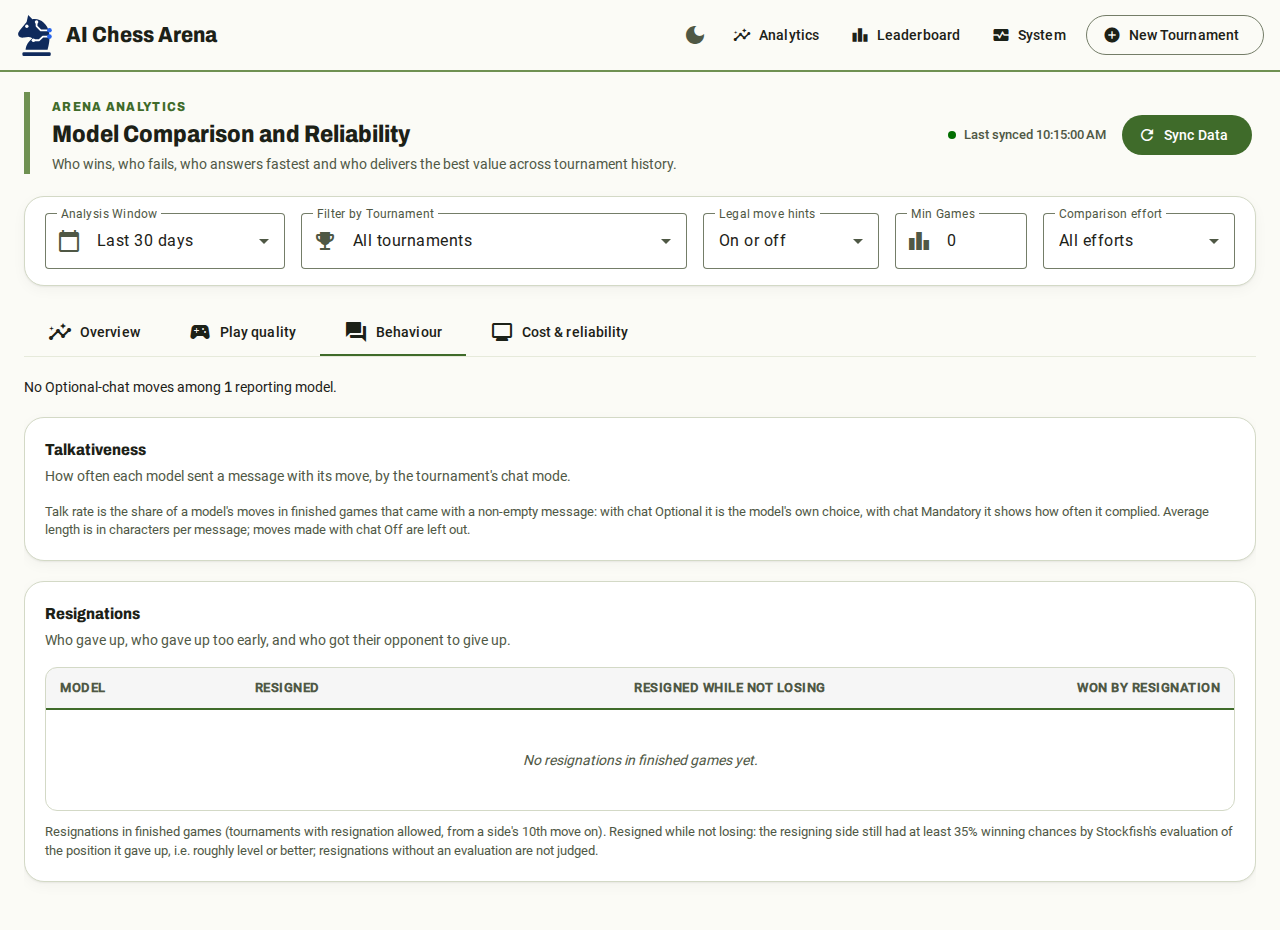 AI Chess Arena
Analytics
Leaderboard
System
New Tournament
ARENA ANALYTICS
Model Comparison and Reliability
Who wins, who fails, who answers fastest and who delivers the best value across tournament history.
Last synced 10:15:00 AM
Sync Data
Analysis Window
Last 30 days
Filter by Tournament
All tournaments
Legal move hints
On or off
Min Games
0
Comparison effort
All efforts
Overview
Play quality
Behaviour
Cost & reliability
No Optional-chat moves among 1 reporting model.
Talkativeness
How often each model sent a message with its move, by the tournament's chat mode.
Talk rate is the share of a model's moves in finished games that came with a non-empty message: with chat Optional it is the model's own choice, with chat Mandatory it shows how often it complied. Average
length is in characters per message; moves made with chat Off are left out.
Resignations
Who gave up, who gave up too early, and who got their opponent to give up.
MODEL RESIGNED RESIGNED WHILE NOT LOSING WON BY RESIGNATION
No resignations in finished games yet.
Resignations in finished games (tournaments with resignation allowed, from a side's 10th move on). Resigned while not losing: the resigning side still had at least 35% winning chances by Stockfish's evaluation of
the position it gave up, i.e. roughly level or better; resignations without an evaluation are not judged.